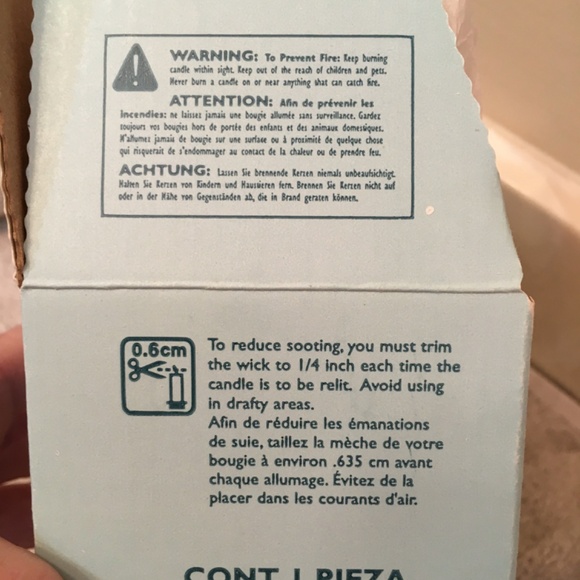 WARNING: To Prevent Fire: Keep burning
candle within sight. Keep out of the reach of children and pets.
Never burn a candle on or near anything that can catch fire.
ATTENTION: Afin de prévenir les
Incendies: ne laissez jamais une bougie allumée sans surveillance. Gardez
toujours vos bougies hors de portée des enfants et des animaux domestiques.
N'allumez jamais de bougie sur une surface ou à proximité de quelque chose
qui risquerait de s'endommager au contact de la chaleur ou de prendre feu.
ACHTUNG: Lassen Sie brennende Kerzen niemals unbeaufsichtigt.
Halten Sie Kerzen von Kindern und Haustieren fern. Brennen Sie Kerzen nicht auf
oder in der Nähe von Gegenständen ab, die in Brand geraten können.
0.6cm
To reduce sooting, you must trim
the wick to 1/4 inch each time the
candle is to be relit. Avoid using
in drafty areas.
Afin de réduire les émanations
de suie, taillez la mèche de votre
bougie à environ .635 cm avant
chaque allumage. Évitez de la
placer dans les courants d'air.
CONT. 1 PIEZA